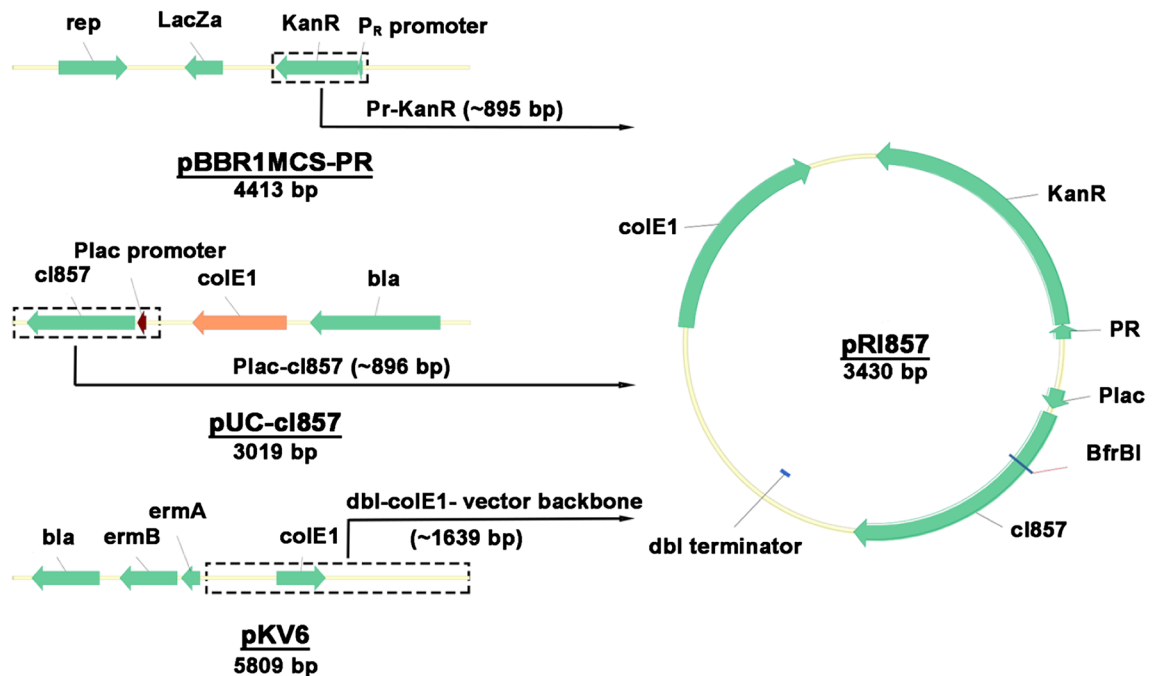 rep
LacZa
KanR
PR promoter
Pr-KanR (~895 bp)
pBBR1MCS-PR
4413 bp
Plac promoter
cI857
colE1
bla
Plac-cI857 (~896 bp)
pUC-cI857
3019 bp
dbl-colE1- vector backbone
(~1639 bp)
bla
ermB
ermA
colE1
pKV6
5809 bp
colE1
KanR
PR
pRI857
3430 bp
Plac
BfrBI
cI857
dbl terminator